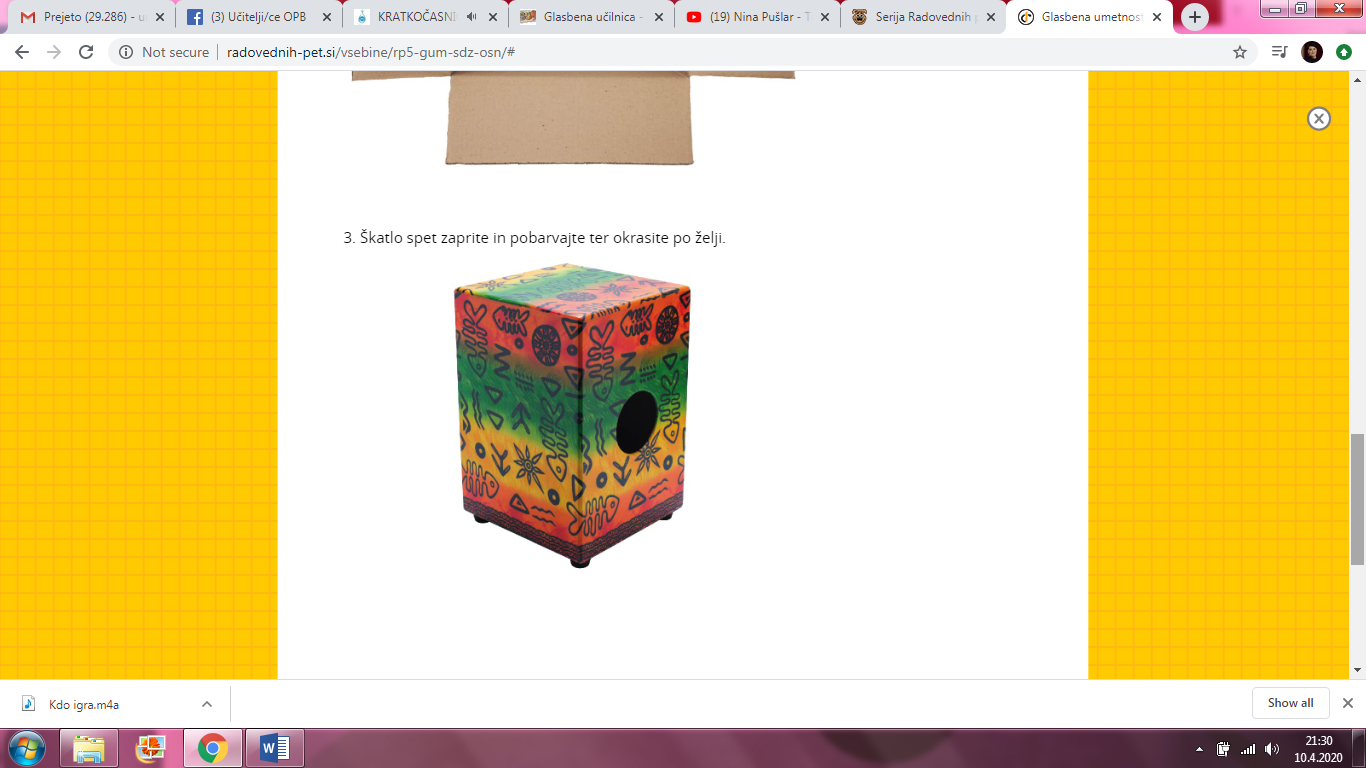 Prejeto (29.286) - u
(3) Učitelji/ce OPB
KRATKOČASNI
Glasbena učilnica -
(19) Nina Pušlar - T
Serija Radovednih p
Glasbena umetnost
Not secure | radovednih-pet.si/vsebine/rp5-gum-sdz-osn/#
3. Škatlo spet zaprite in pobarvajte ter okrasite po želji.
Kdo igra.m4a
Show all
21:30
10.4.2020